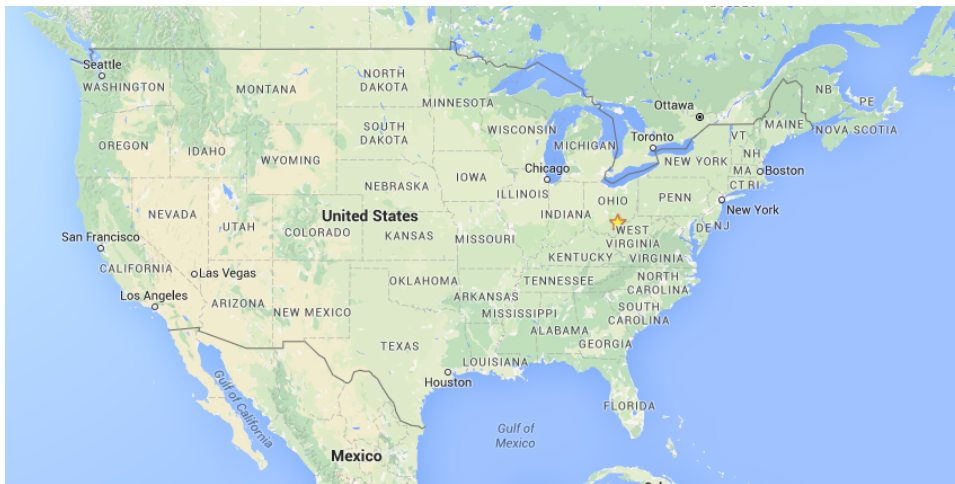 Seattle
WASHINGTON
MONTANA
NORTH
DAKOTA
MINNESOTA
Ottawa
NB
PE
MAINE
NOVA SCOTIA
OREGON
IDAHO
SOUTH
DAKOTA
WISCONSIN
MICHIGAN
Toronto
VT
NH
WYOMING
Chicago
NEW YORK
MA
Boston
CT RI
IOWA
NEBRASKA
ILLINOIS
OHIO
PENN
New York
NEVADA
United States
INDIANA
UTAH
COLORADO
KANSAS
MISSOURI
WEST
VIRGINIA
DE
NJ
San Francisco
KENTUCKY
VIRGINIA
CALIFORNIA
Las Vegas
OKLAHOMA
TENNESSEE
NORTH
CAROLINA
Los Angeles
ARIZONA
NEW MEXICO
ARKANSAS
MISSISSIPPI
SOUTH
CAROLINA
ALABAMA
GEORGIA
TEXAS
LOUISIANA
Houston
Gulf of California
FLORIDA
Gulf of
Mexico
Mexico